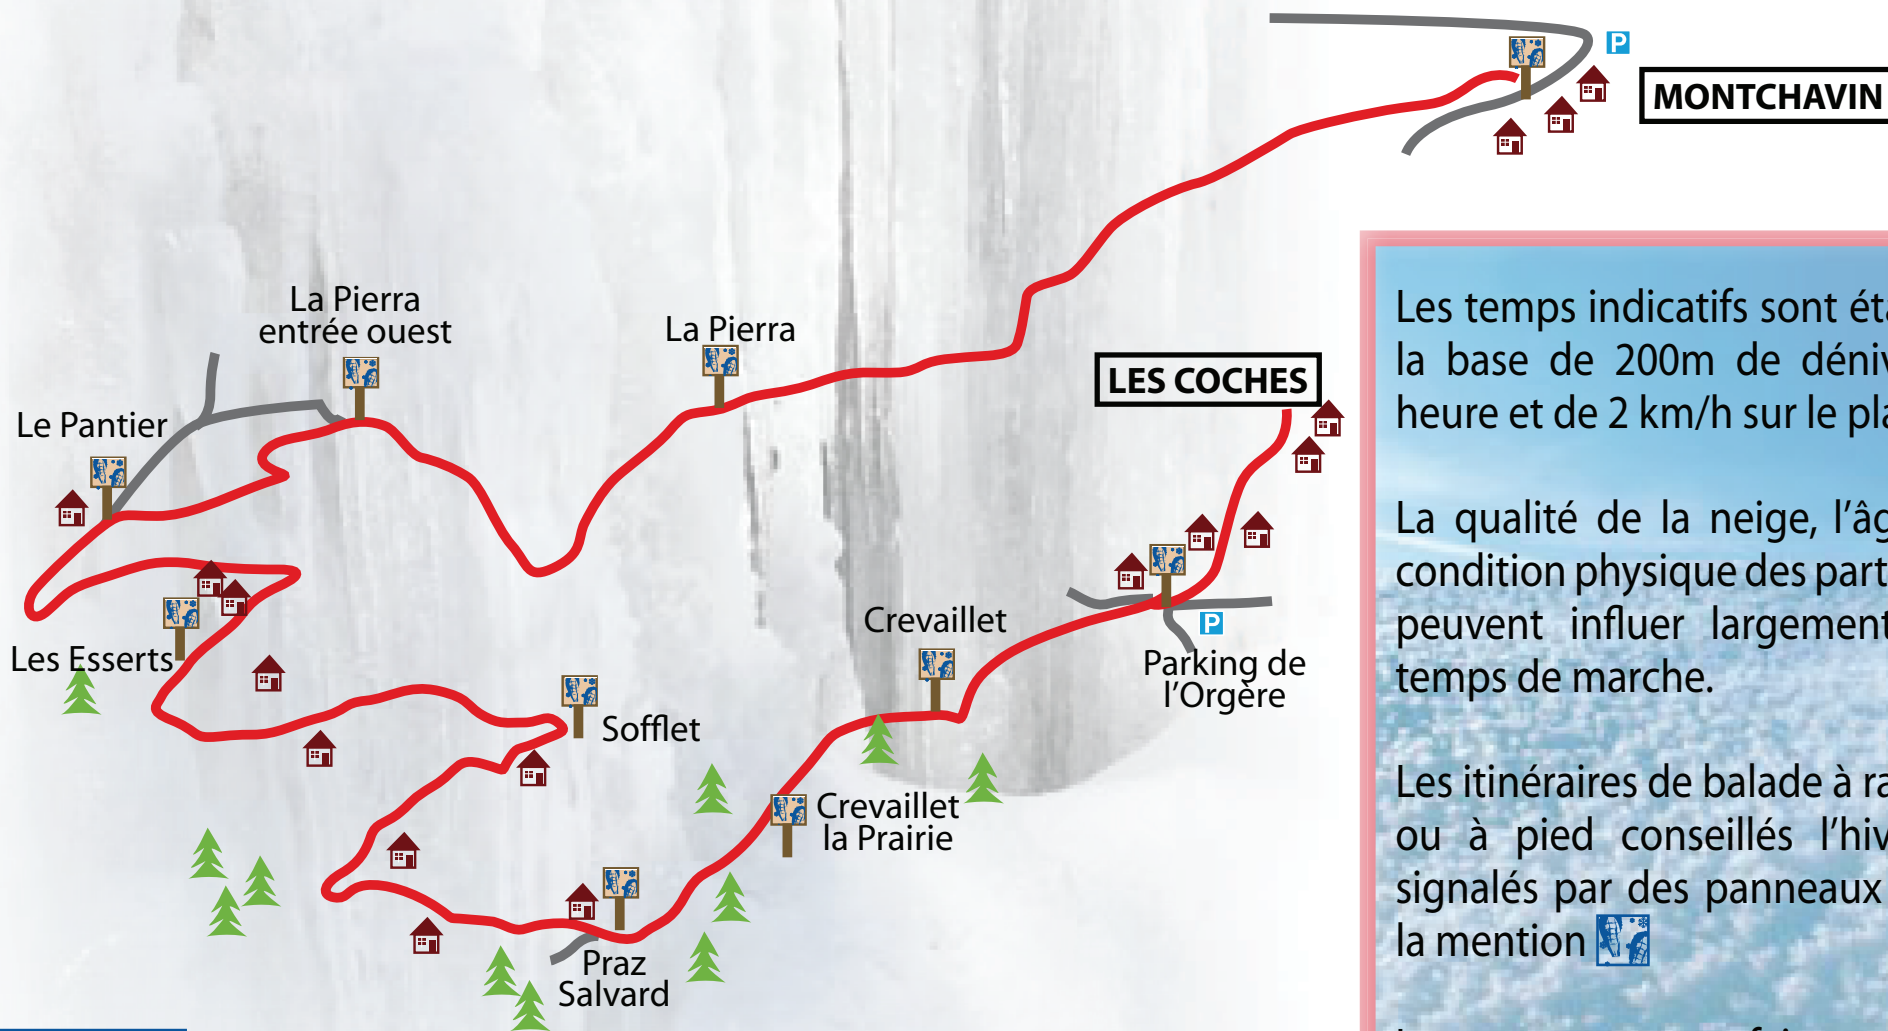 P
MONTCHAVIN
La Pierra
entrée ouest
La Pierra
LES COCHES
Le Pantier
Crevaillet
P
Parking de
l'Orgère
Les Esserts
Sofflet
Crevaillet
la Prairie
Praz
Salvard
Les temps indicatifs sont éta
la base de 200m de déniv
heure et de 2 km/h sur le pla
La qualité de la neige, l'âg
condition physique des part
peuvent influer largement
temps de marche.
Les itinéraires de balade à ra
ou à pied conseillés l'hiv
signalés par des panneaux
la mention